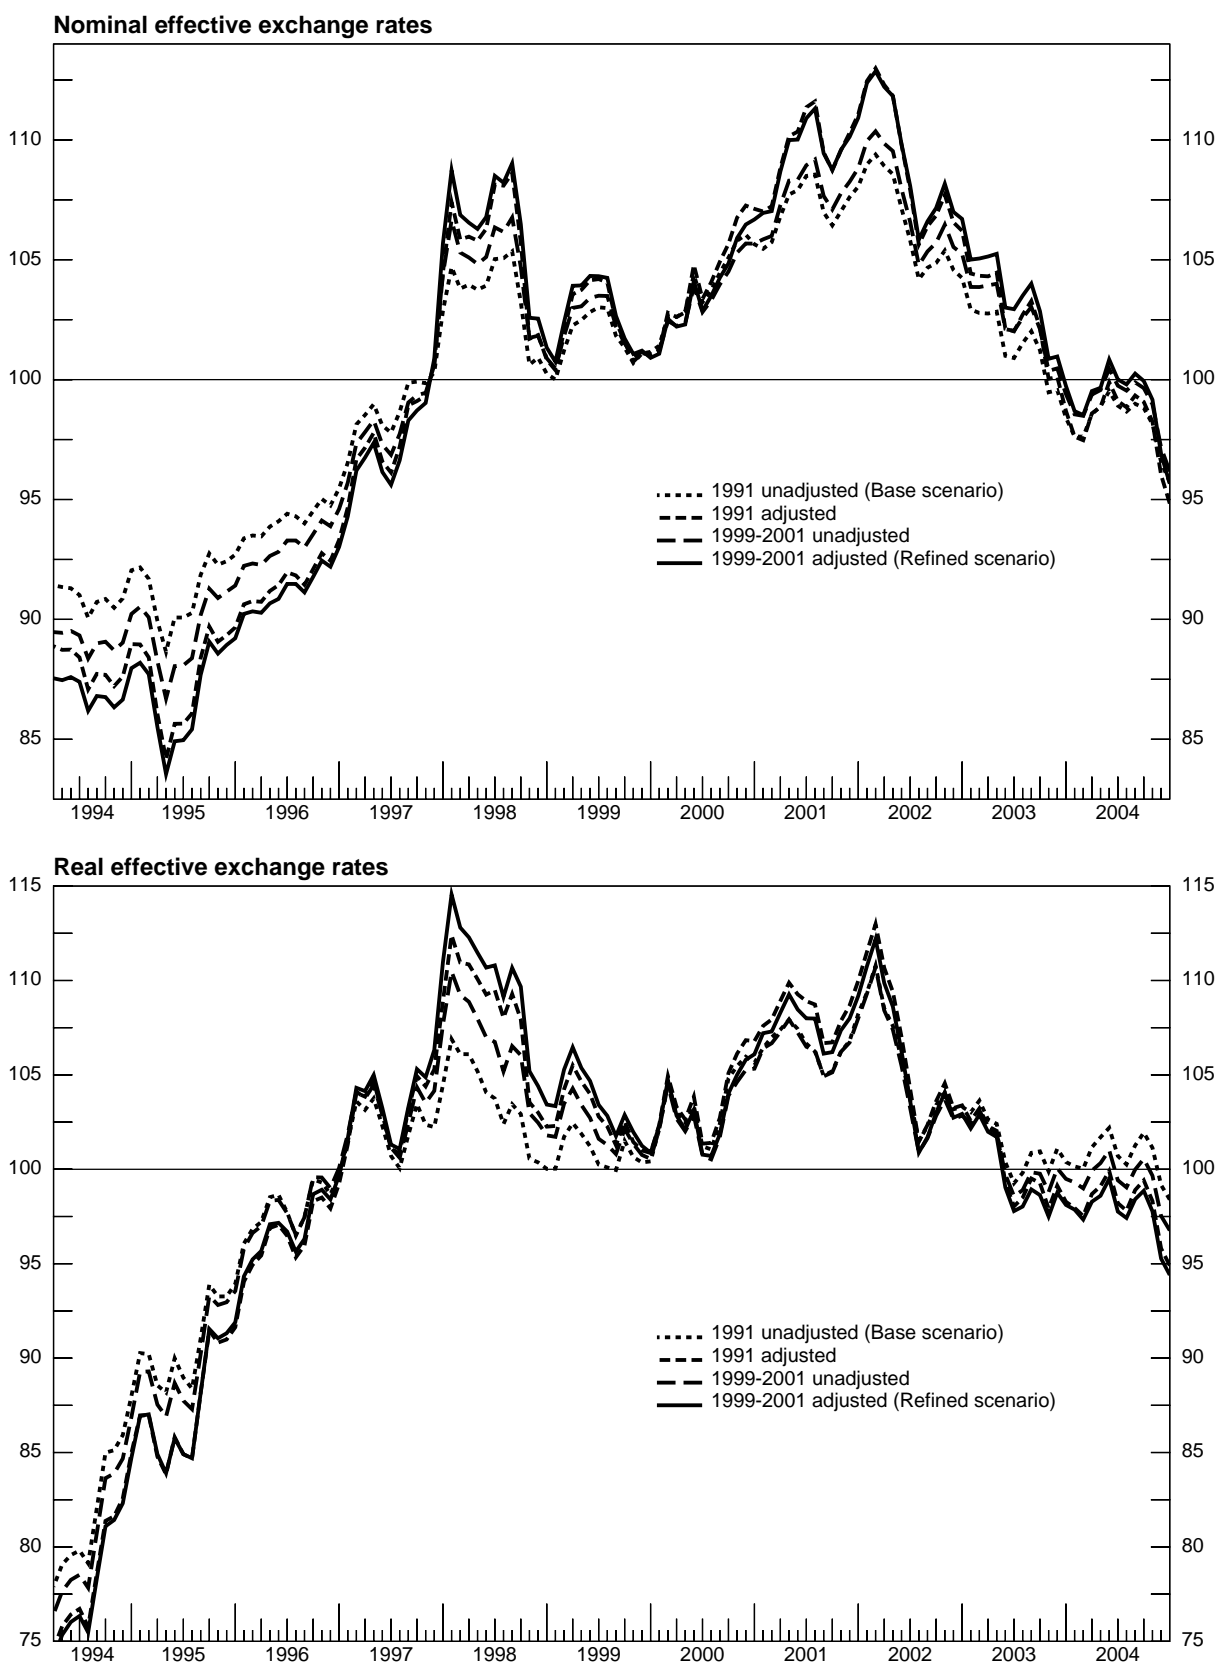 Nominal effective exchange rates
110 110
105 105
100 100
95 95
90 90
85 85
1991 unadjusted (Base scenario)
1991 adjusted
1999-2001 unadjusted
1999-2001 adjusted (Refined scenario)
1994 1995 1996 1997 1998 1999 2000 2001 2002 2003 2004
Real effective exchange rates
115 115
110 110
105 105
100 100
95 95
90 90
85 85
80 80
75 75
1991 unadjusted (Base scenario)
1991 adjusted
1999-2001 unadjusted
1999-2001 adjusted (Refined scenario)
1994 1995 1996 1997 1998 1999 2000 2001 2002 2003 2004